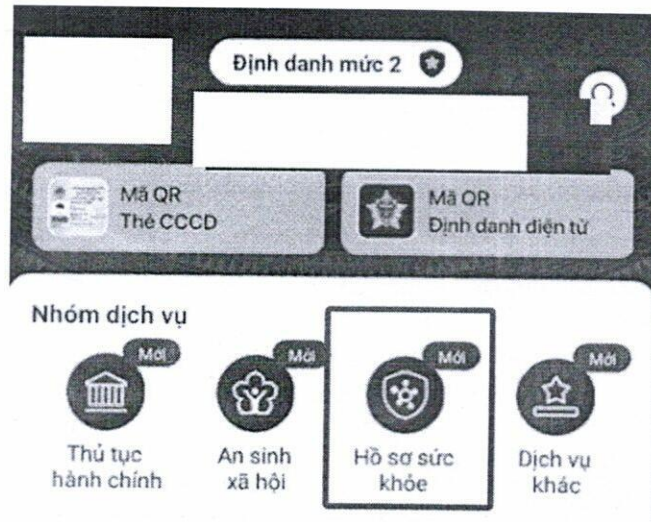 Định danh mức 2
Mã QR
Thẻ CCCD
Mã QR
Định danh điện tử
Nhóm dịch vụ
Mới
Mới
Mới
Mới
Thủ tục
hành chính
An sinh
xã hội
Hồ sơ sức
khỏe
Dịch vụ
khác